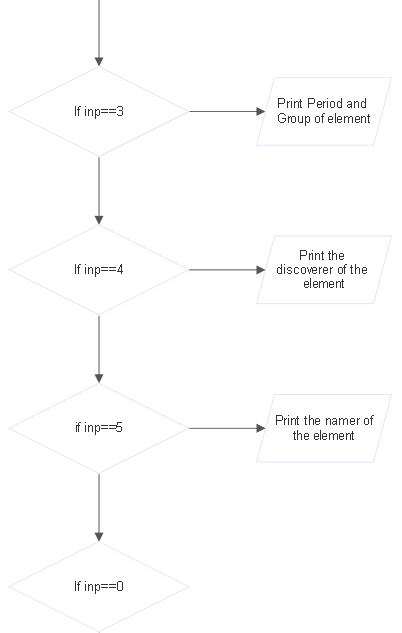 If inp==3
Print Period and
Group of element
If inp==4
Print the
discoverer of the
element
if inp==5
Print the namer of
the element
If inp==0